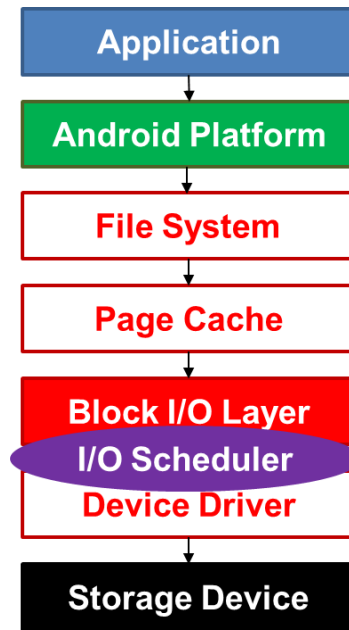 Application
Android Platform
File System
Page Cache
Block I/O Layer
I/O Scheduler
Device Driver
Storage Device